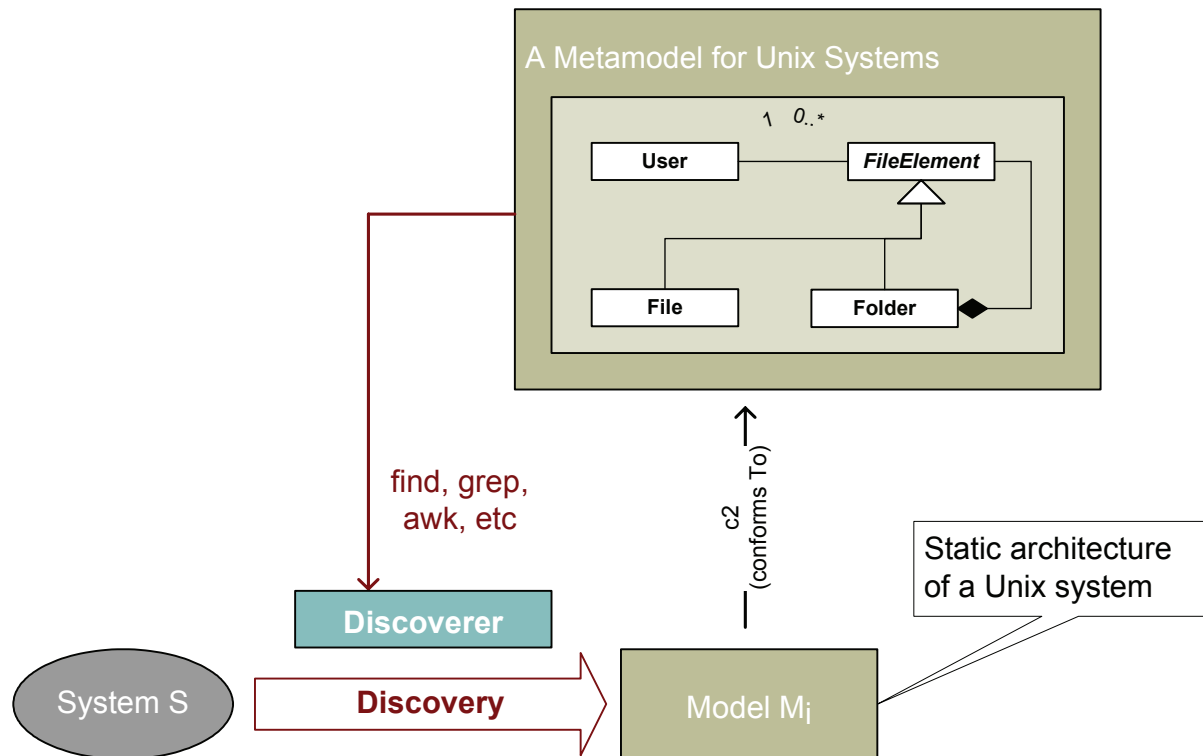 A Metamodel for Unix Systems
1 0..*
User
FileElement
File
Folder
find, grep,
awk, etc
c2
(conforms To)
Static architecture
of a Unix system
Discoverer
System S
Discovery
Model Mi